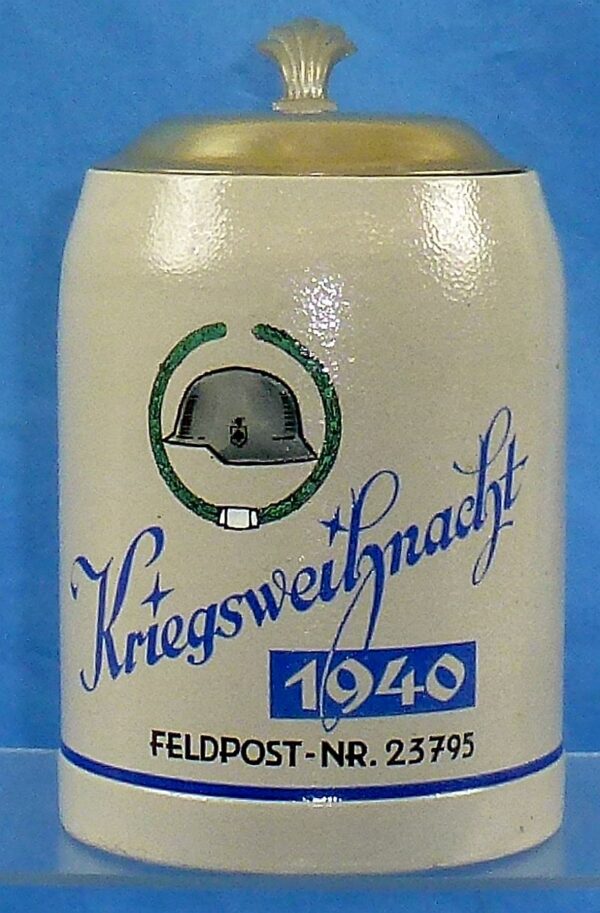 Kriegsweihnacht
1940
FELDPOST-NR. 23795